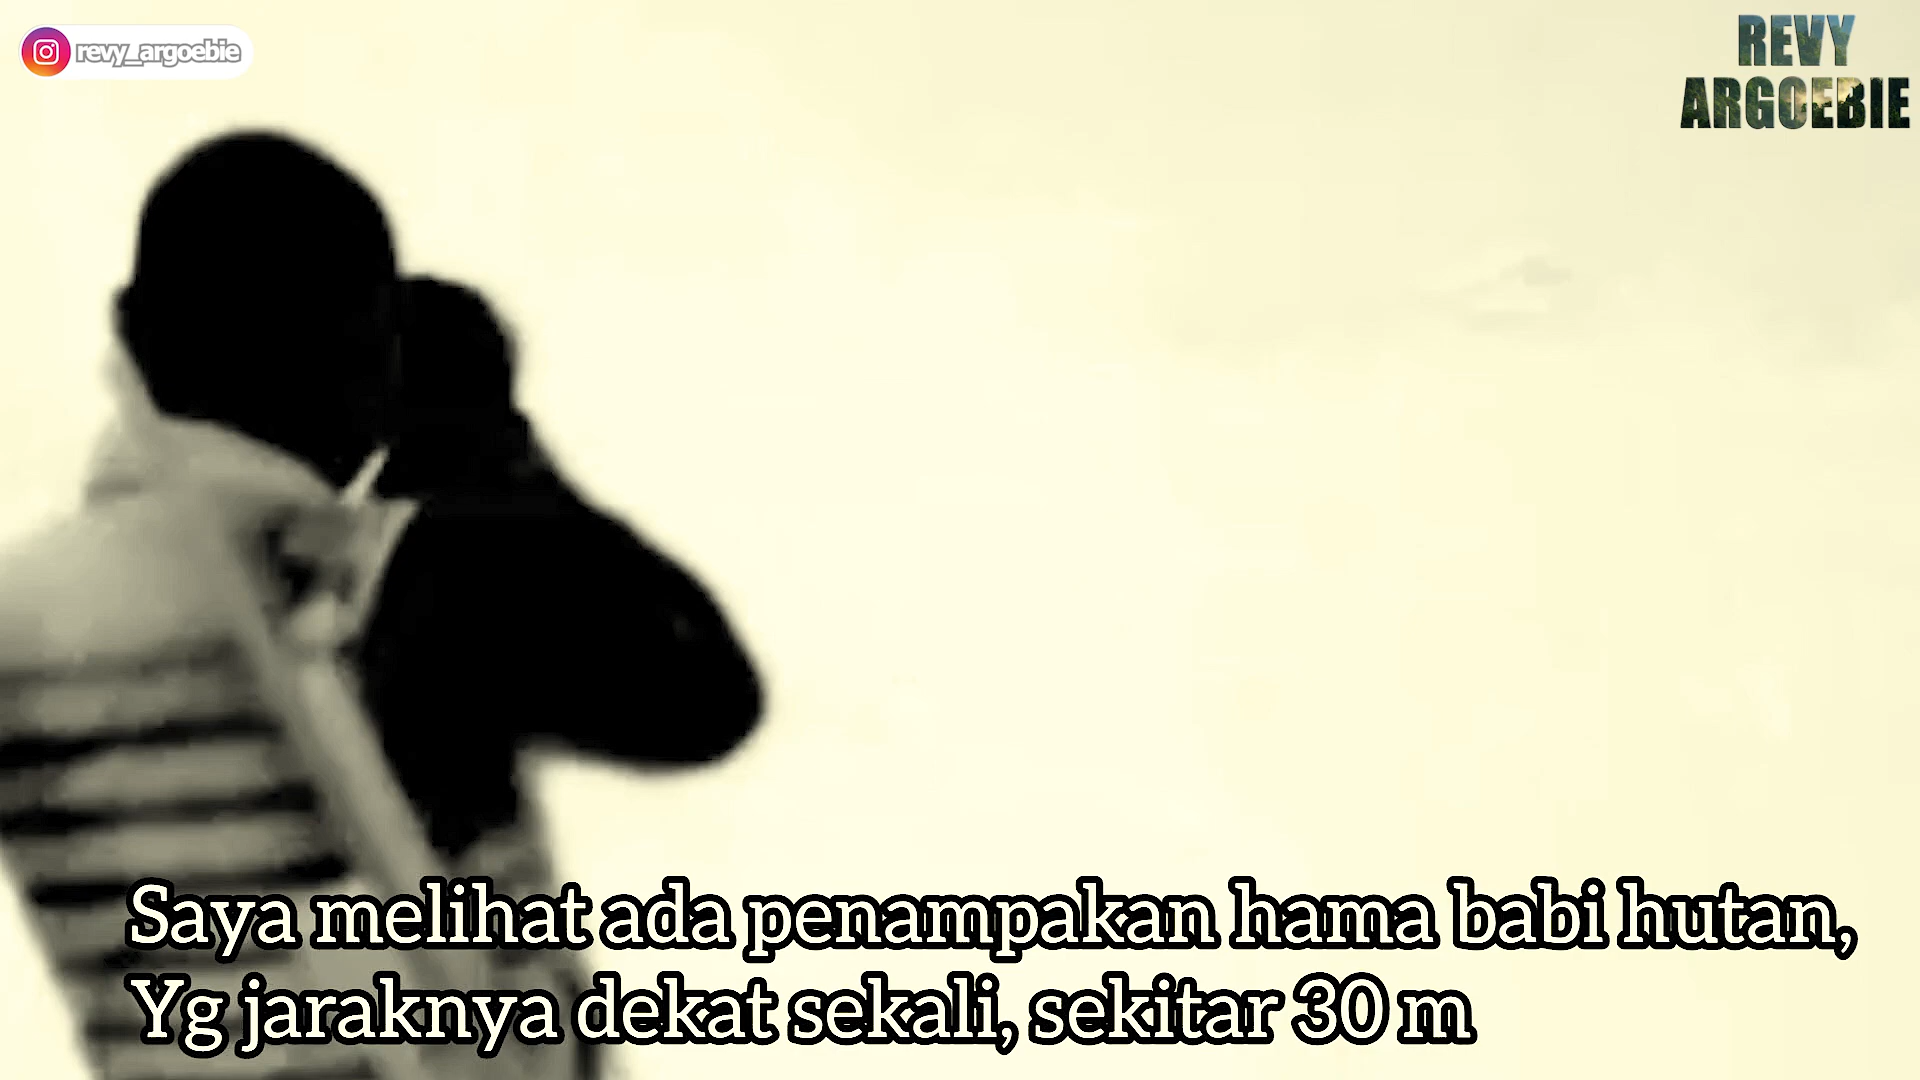 revy_argoebie
REVY
ARGOEBIE
Saya melihat ada penampakan hama babi hutan,
Yg jaraknya dekat sekali, sekitar 30 m